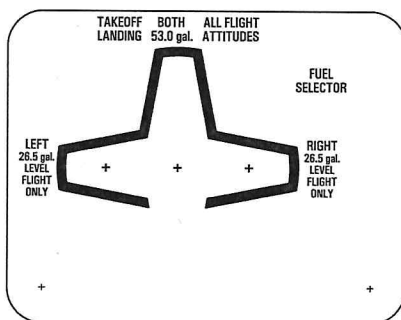 TAKEOFF BOTH ALL FLIGHT
LANDING 53.0 gal. ATTITUDES
FUEL
SELECTOR
LEFT
26.5 gal.
LEVEL
FLIGHT
ONLY
RIGHT
26.5 gal.
LEVEL
FLIGHT
ONLY